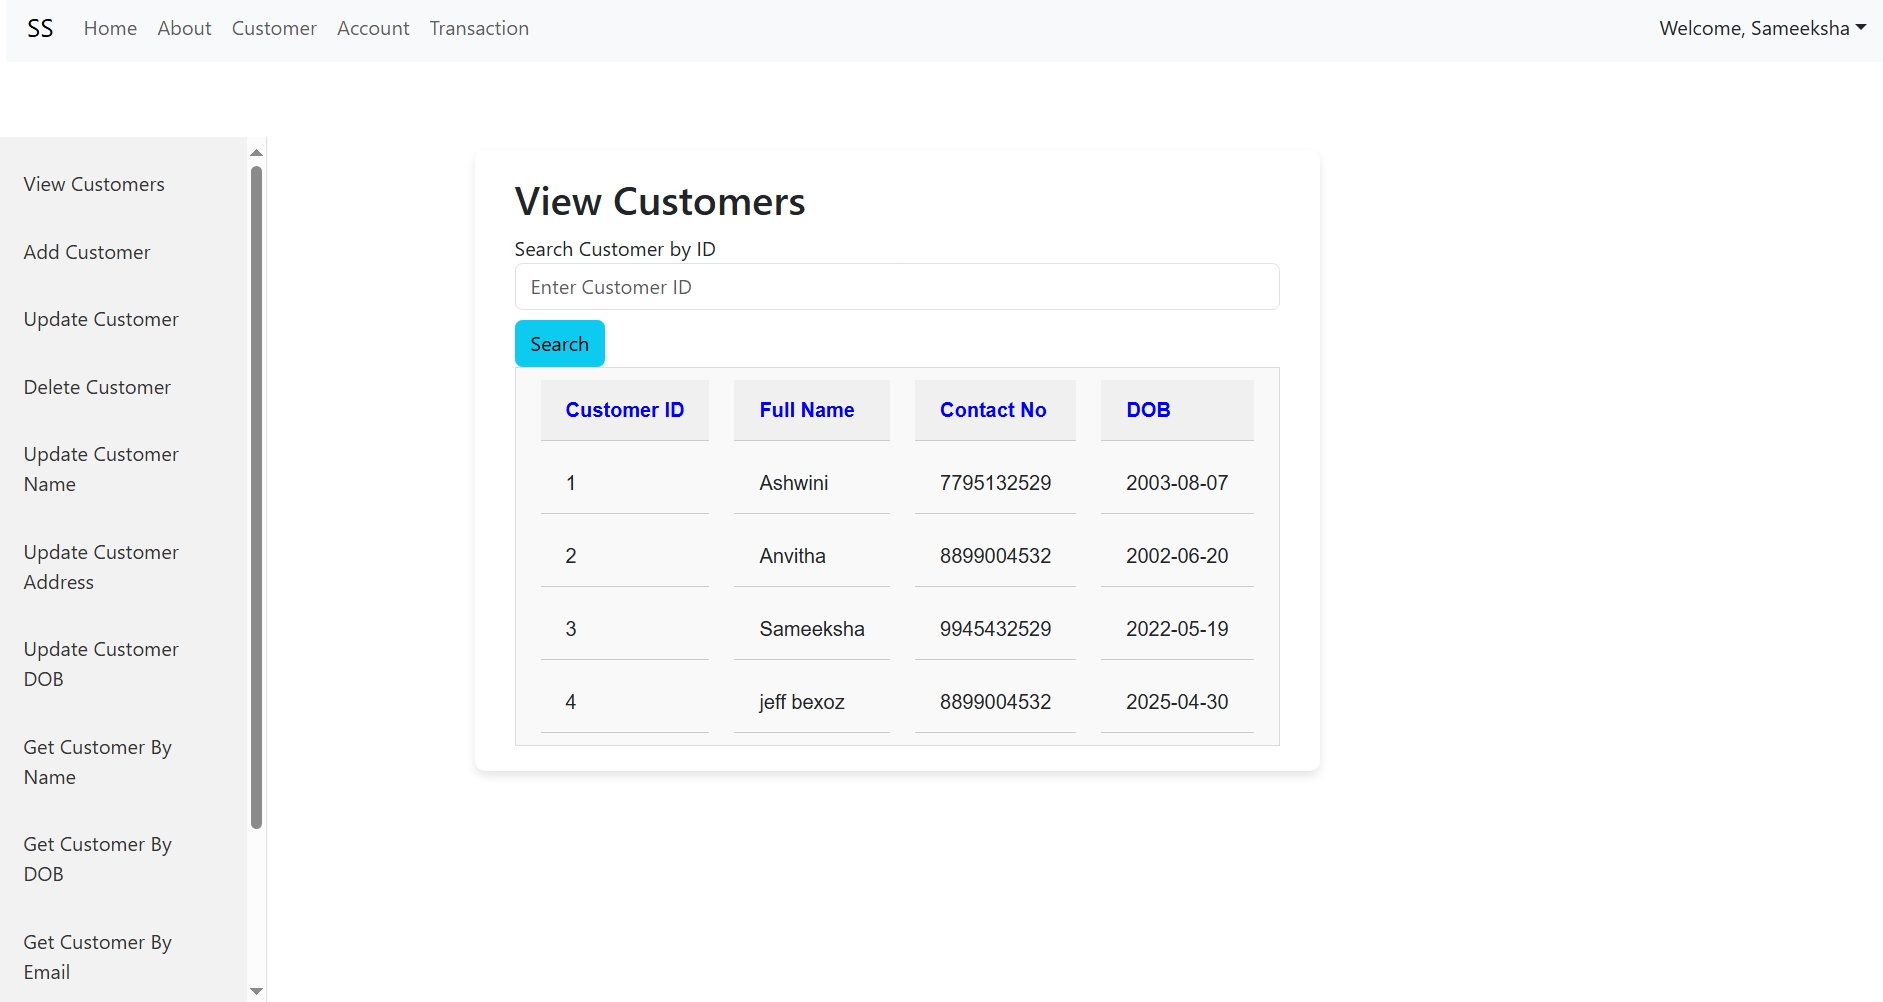 SS Home About Customer Account Transaction Welcome, Sameeksha
View Customers
Add Customer
Update Customer
Delete Customer
Update Customer
Name
Update Customer
Address
Update Customer
DOB
Get Customer By
Name
Get Customer By
DOB
Get Customer By
Email
View Customers
Search Customer by ID
Enter Customer ID
Search
Customer ID Full Name Contact No DOB
1 Ashwini 7795132529 2003-08-07
2 Anvitha 8899004532 2002-06-20
3 Sameeksha 9945432529 2022-05-19
4 jeff bexoz 8899004532 2025-04-30